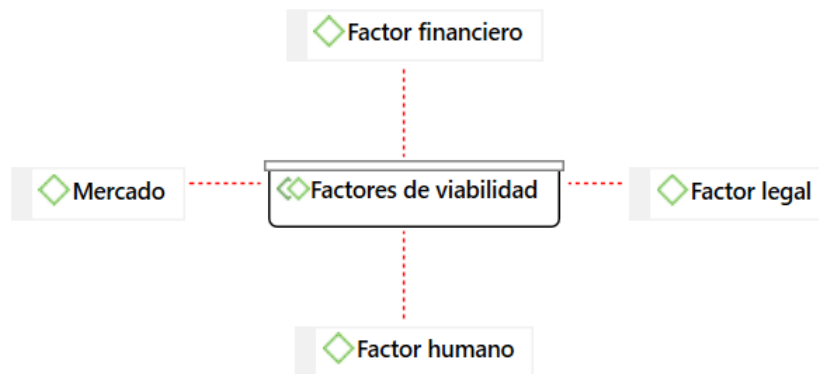 Factor financiero
Mercado
Factores de viabilidad
Factor legal
Factor humano